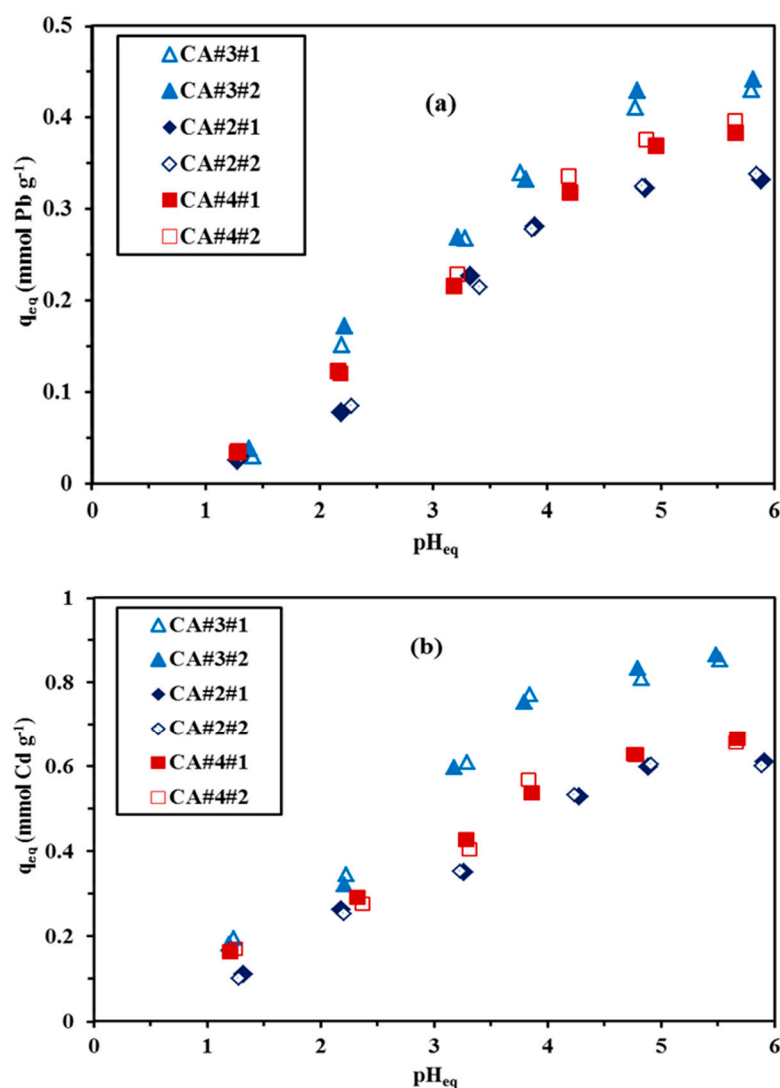 0.5
0.4
0.3
0.2
0.1
0
q_eq (mmol Pb g⁻¹)
CA#3#1
CA#3#2
CA#2#1
CA#2#2
CA#4#1
CA#4#2
(a)
0 1 2 3 4 5 6
pH_eq
1
0.8
0.6
0.4
0.2
0
q_eq (mmol Cd g⁻¹)
CA#3#1
CA#3#2
CA#2#1
CA#2#2
CA#4#1
CA#4#2
(b)
0 1 2 3 4 5 6
pH_eq